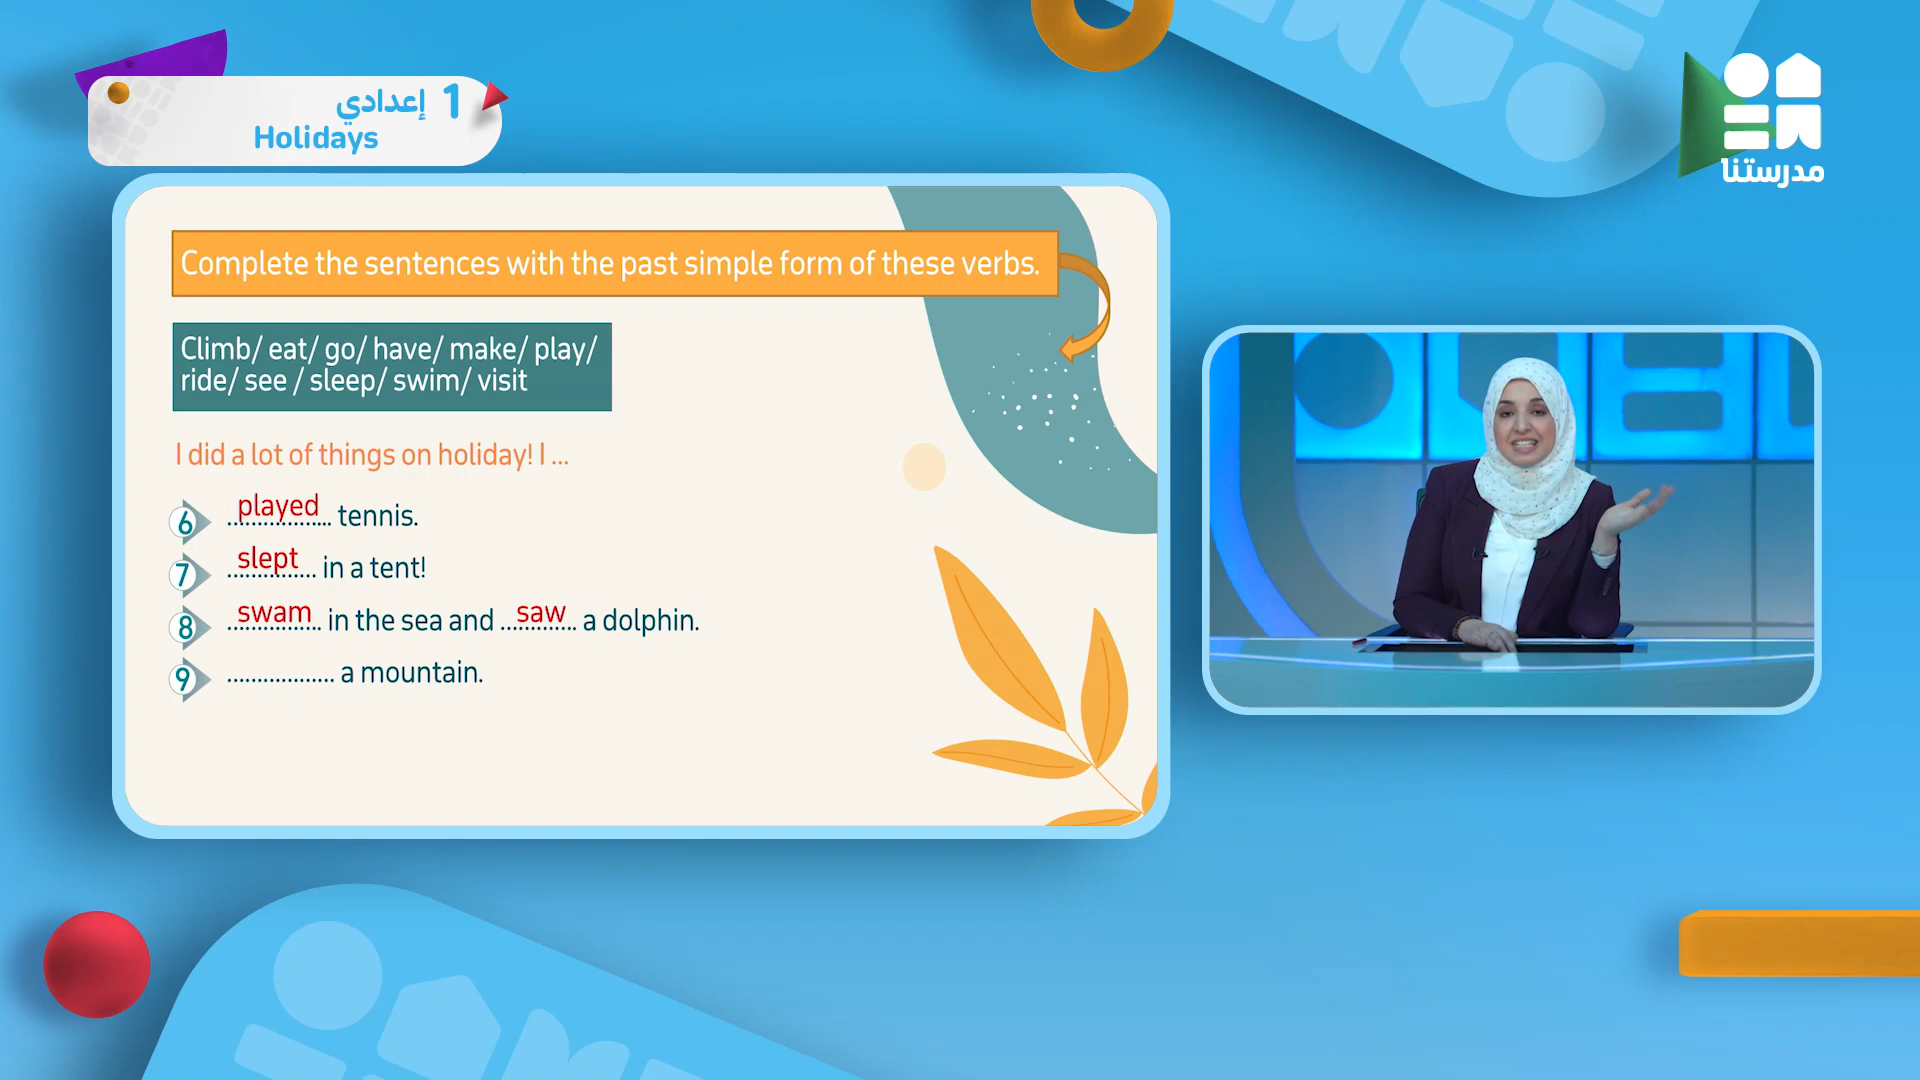 1 إعدادي
Holidays
مدرستنا
Complete the sentences with the past simple form of these verbs.
Climb/ eat/ go/ have/ make/ play/
ride/ see / sleep/ swim/ visit
I did a lot of things on holiday! I ...
6 played tennis.
7 slept in a tent!
8 swam in the sea and saw a dolphin.
9 .................. a mountain.